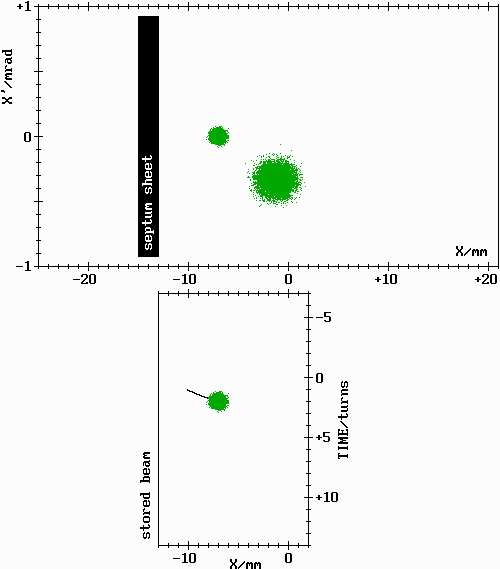 +1
X'/mrad
0
septum sheet
X/mm
-1
-20
-10
0
+10
+20
-5
0
TIME/turns
+5
+10
stored beam
-10
0
X/mm